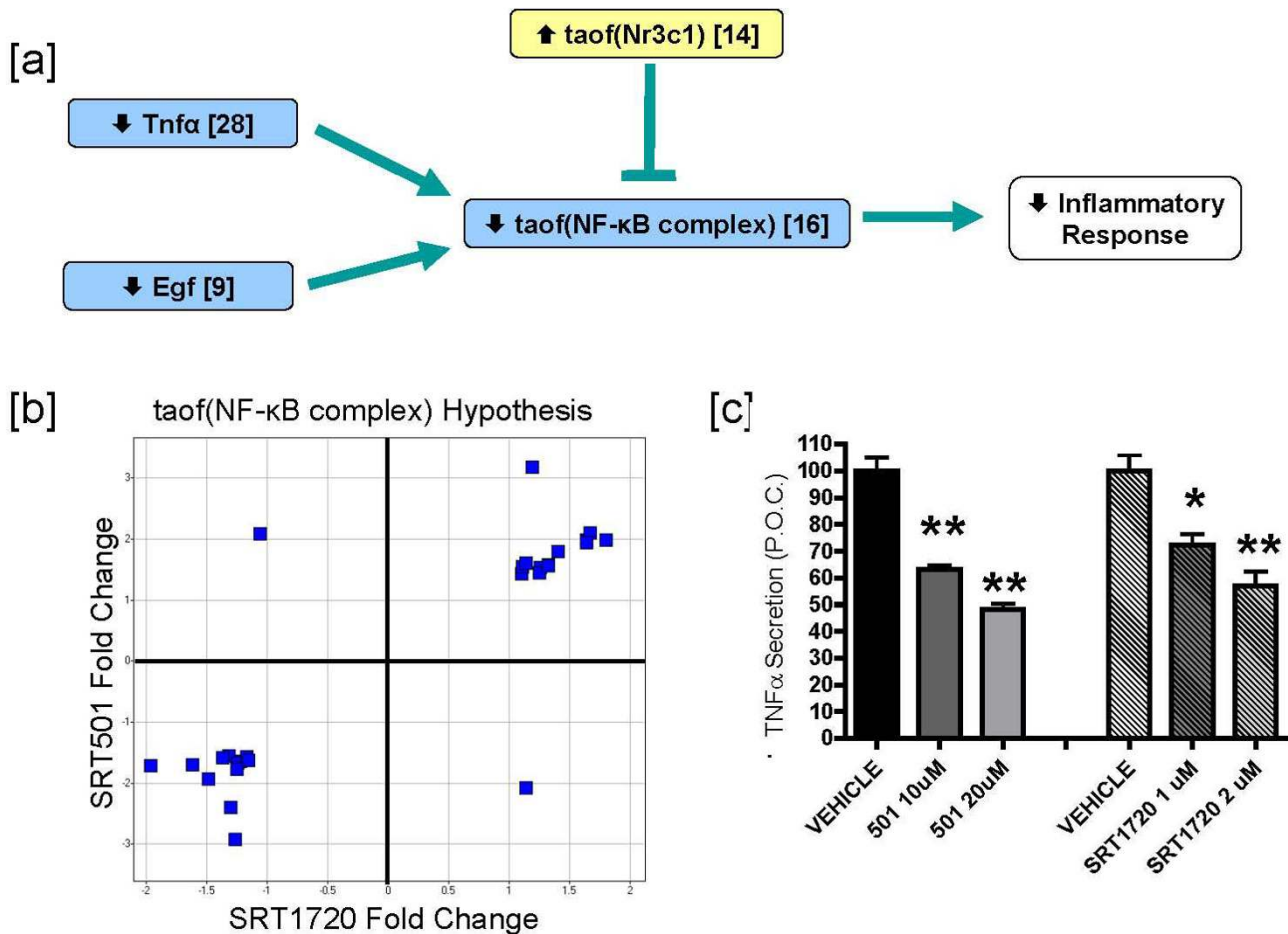 [a]
⬆ taof(Nr3c1) [14]
⬇ Tnfα [28]
⬇ taof(NF-κB complex) [16]
⬇ Inflammatory
Response
⬇ Egf [9]
[b]
taof(NF-κB complex) Hypothesis
SRT501 Fold Change
3
2
1
0
-1
-2
-3
-2
-1.5
-1
-0.5
0
0.5
1
1.5
2
SRT1720 Fold Change
[c]
TNFα Secretion (P.O.C.)
110
100
90
80
70
60
50
40
30
20
10
0
**
**
*
**
VEHICLE
501 10uM
501 20uM
VEHICLE
SRT1720 1 uM
SRT1720 2 uM